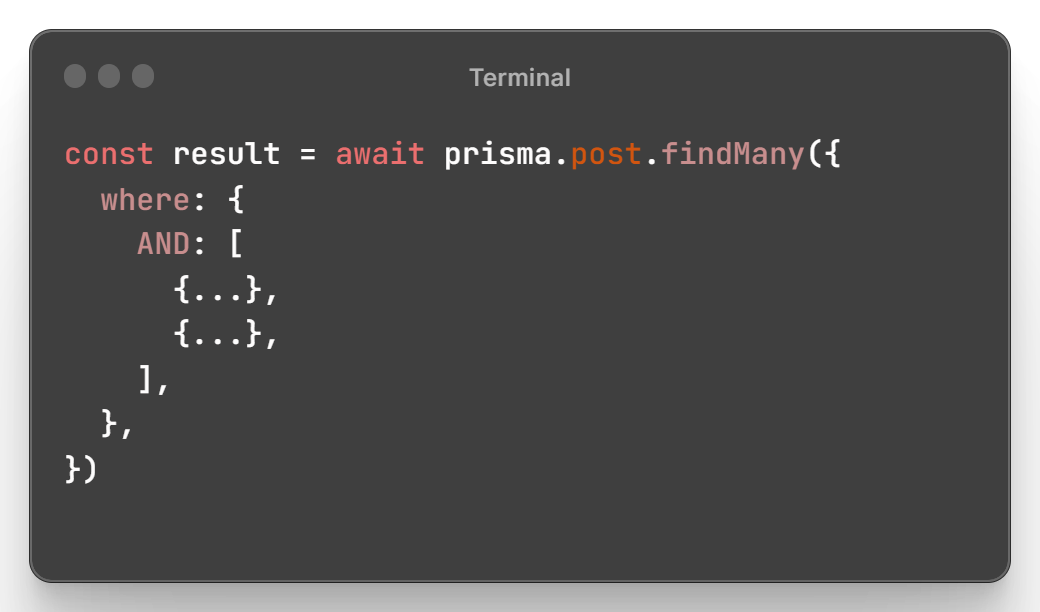 Terminal
const result = await prisma.post.findMany({
  where: {
    AND: [
      {...},
      {...},
    ],
  },
})